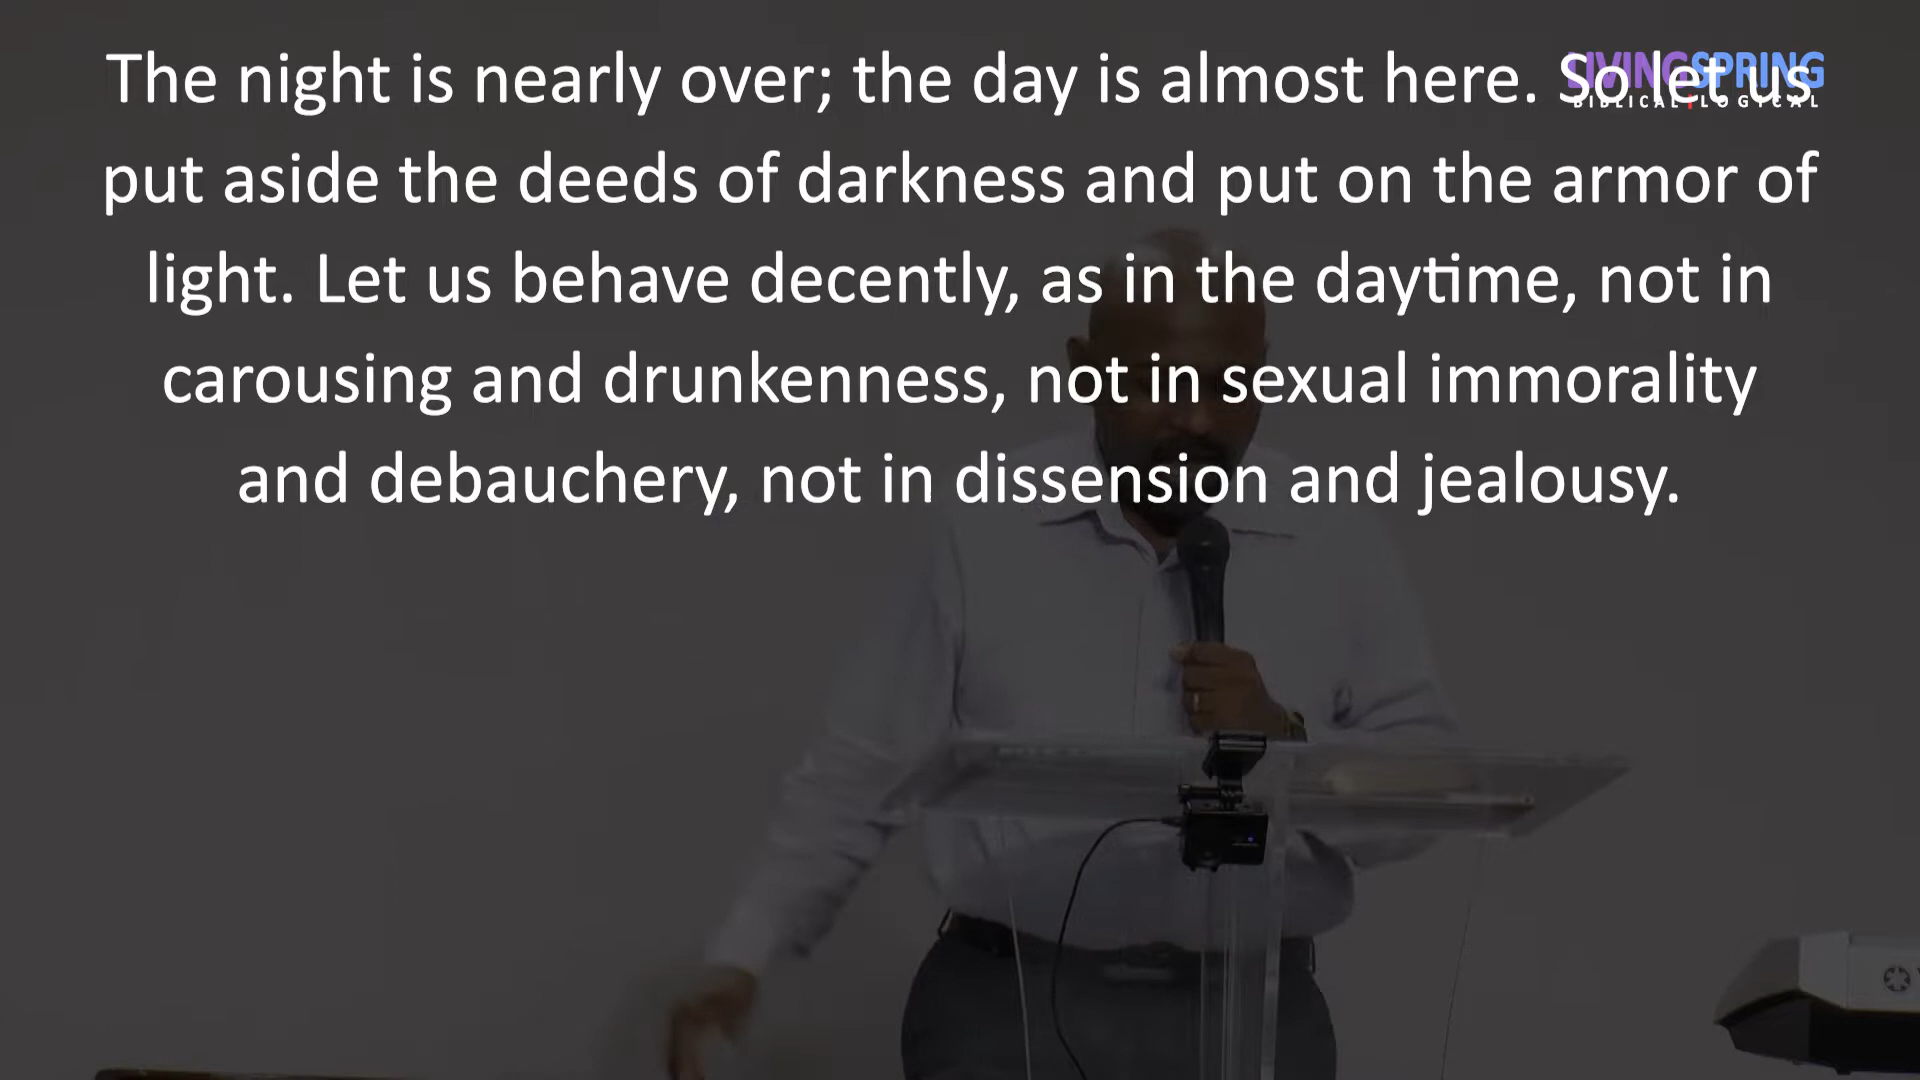 The night is nearly over; the day is almost here. So let us
LIVINGSPRING
BIBLICAL LOGICAL
put aside the deeds of darkness and put on the armor of
light. Let us behave decently, as in the daytime, not in
carousing and drunkenness, not in sexual immorality
and debauchery, not in dissension and jealousy.